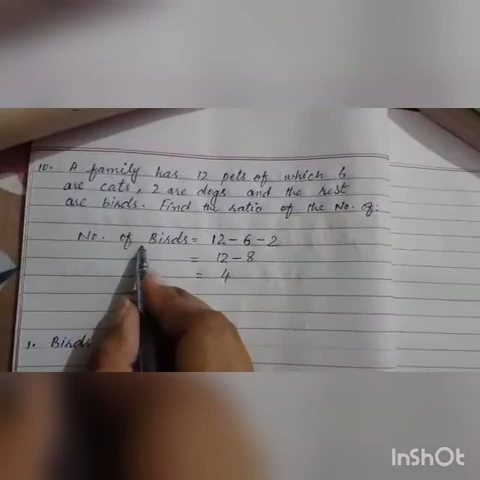 10. A family has 12 pets of which 6
are cats, 2 are dogs and the rest
are birds. Find the ratio of the No. of:
No. of Birds = 12 - 6 - 2
= 12 - 8
= 4
1. Birds
InShOt